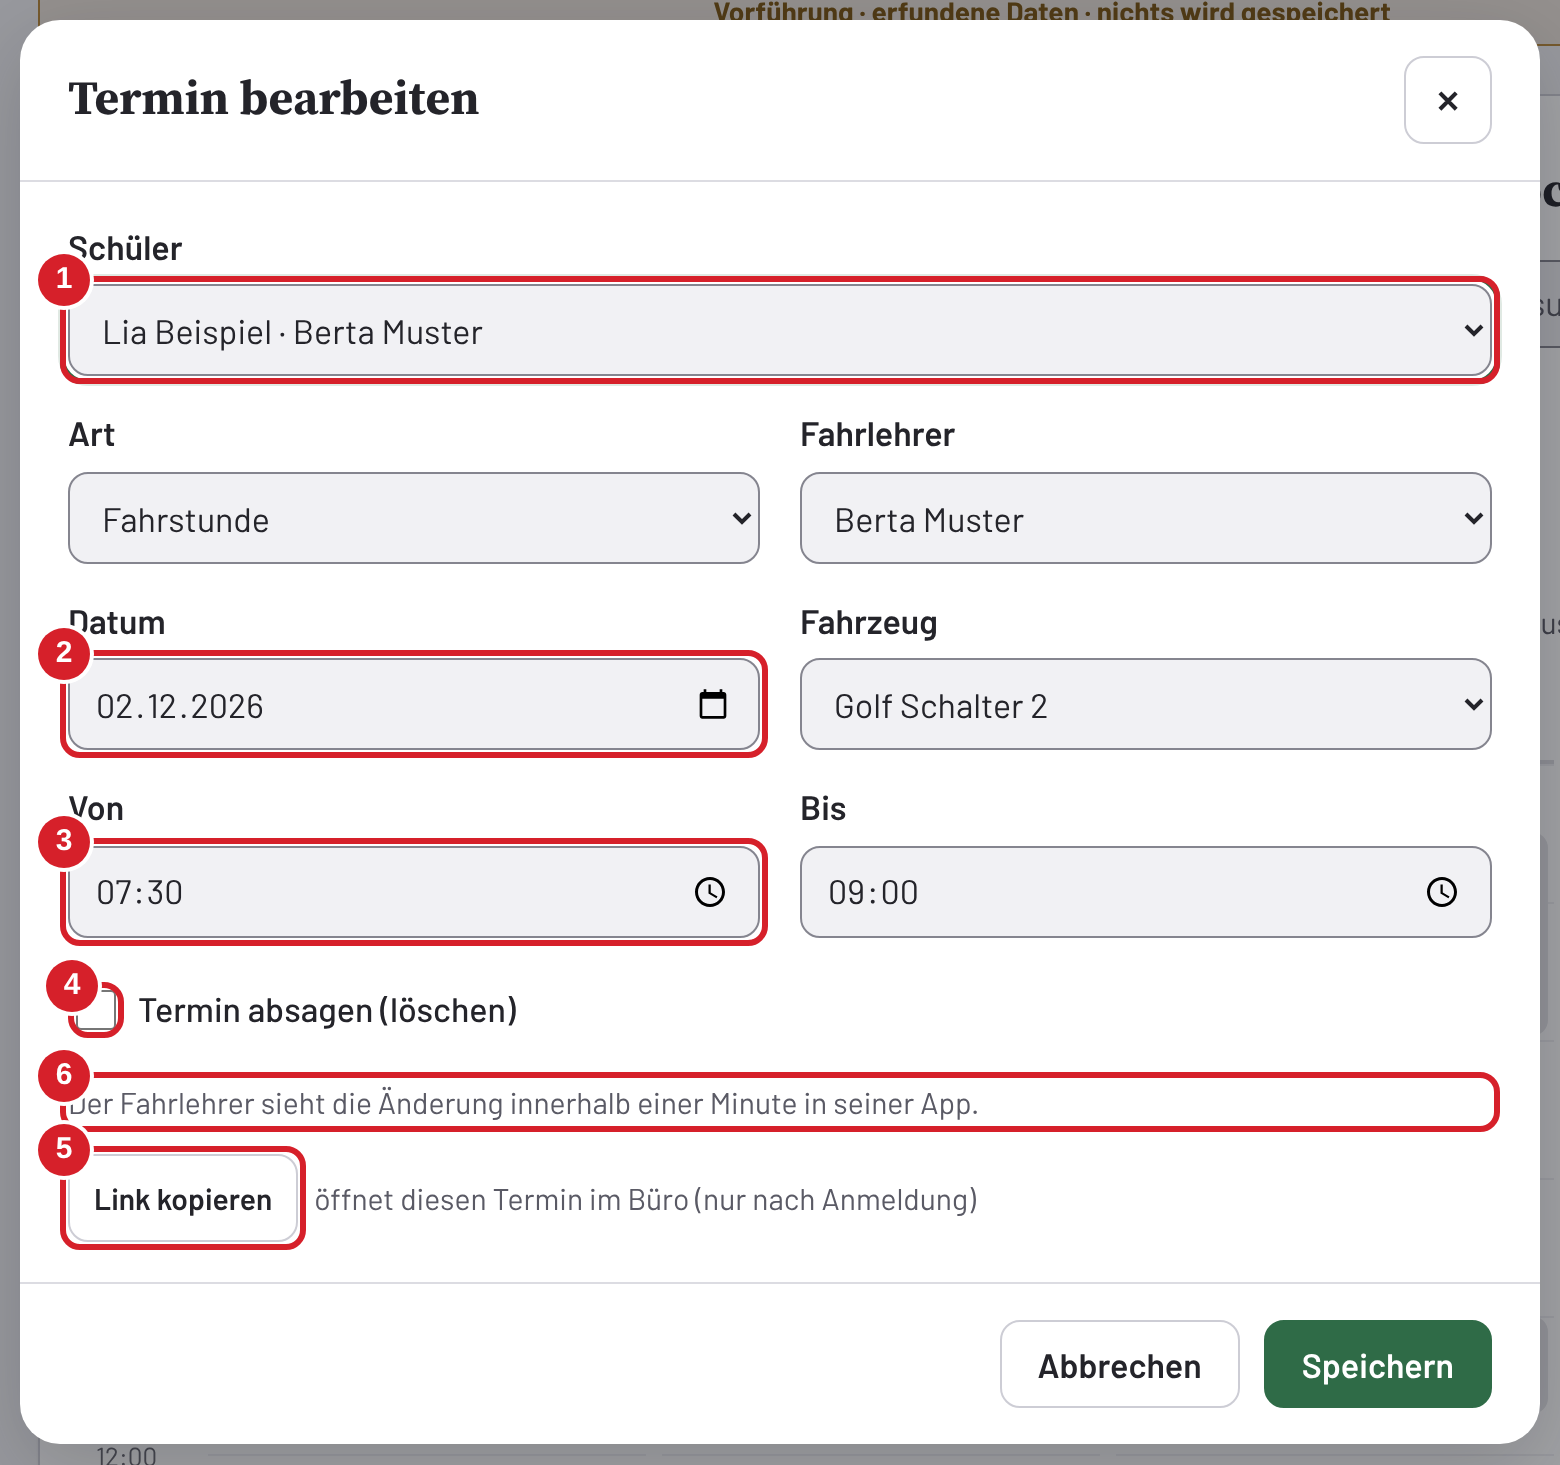 Vorführung · erfundene Daten · nichts wird gespeichert
Termin bearbeiten
Schüler
1
Lia Beispiel · Berta Muster
Art
Fahrlehrer
Fahrstunde
Berta Muster
Datum
Fahrzeug
2
02.12.2026
Golf Schalter 2
Von
Bis
3
07:30
09:00
4
Termin absagen (löschen)
6
Der Fahrlehrer sieht die Änderung innerhalb einer Minute in seiner App.
5
Link kopieren
öffnet diesen Termin im Büro (nur nach Anmeldung)
Abbrechen
Speichern
12:00